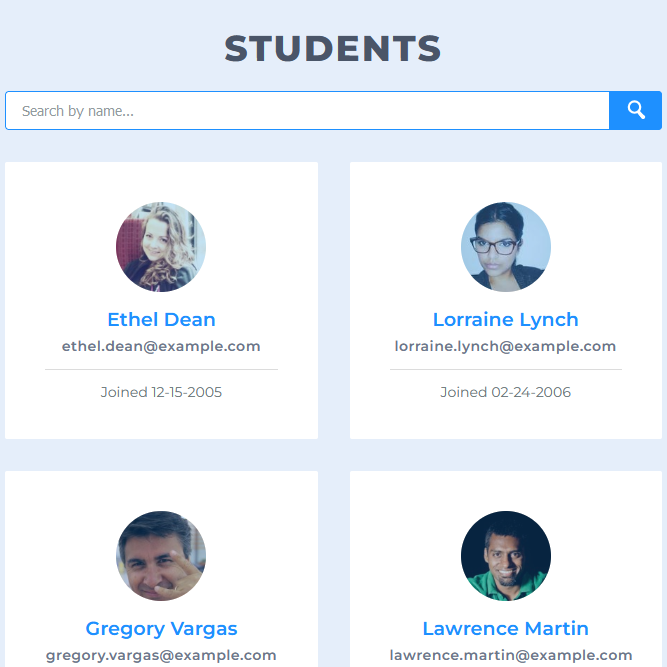 STUDENTS
Search by name...
Ethel Dean
ethel.dean@example.com
Joined 12-15-2005
Lorraine Lynch
lorraine.lynch@example.com
Joined 02-24-2006
Gregory Vargas
gregory.vargas@example.com
Lawrence Martin
lawrence.martin@example.com